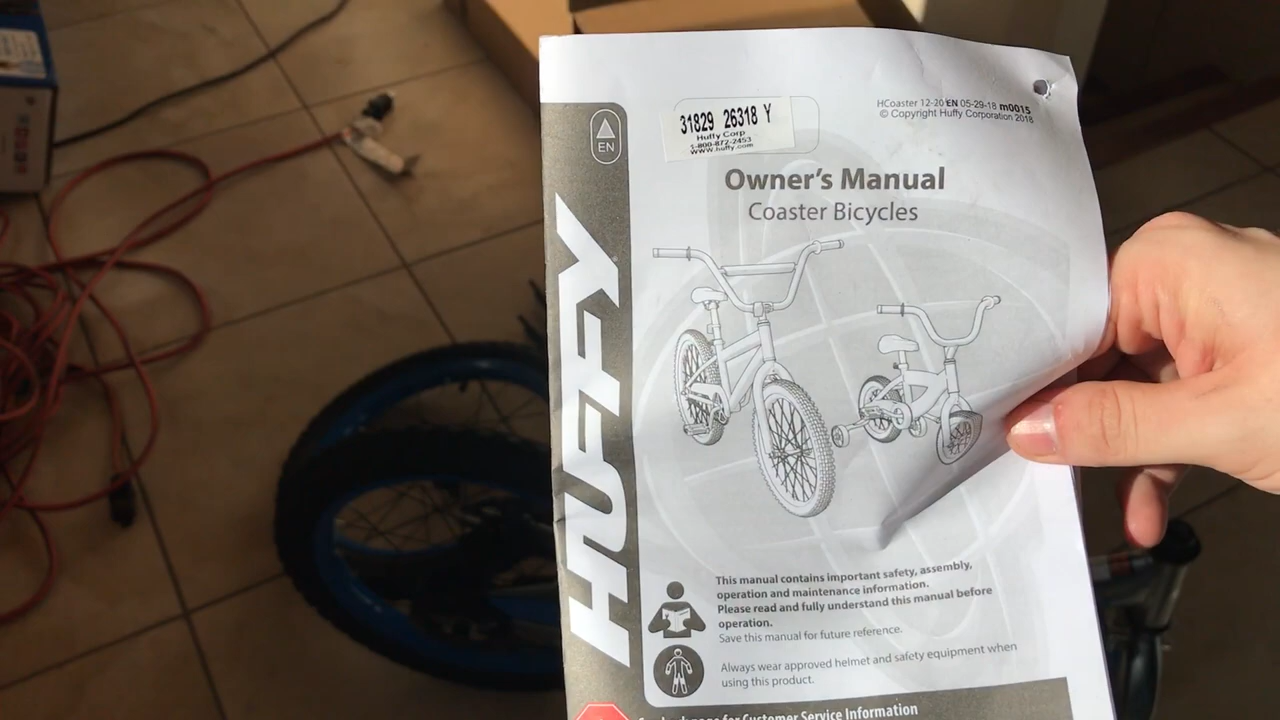 31829 26318 Y
Huffy Corp
1-800-872-2453
www.huffy.com
HCoaster 12-20 EN 05-29-18 m0015
© Copyright Huffy Corporation 2018
EN
Owner's Manual
Coaster Bicycles
HUFFY
This manual contains important safety, assembly,
operation and maintenance information.
Please read and fully understand this manual before
operation.
Save this manual for future reference.
Always wear approved helmet and safety equipment when
using this product.
page for Customer Service Information